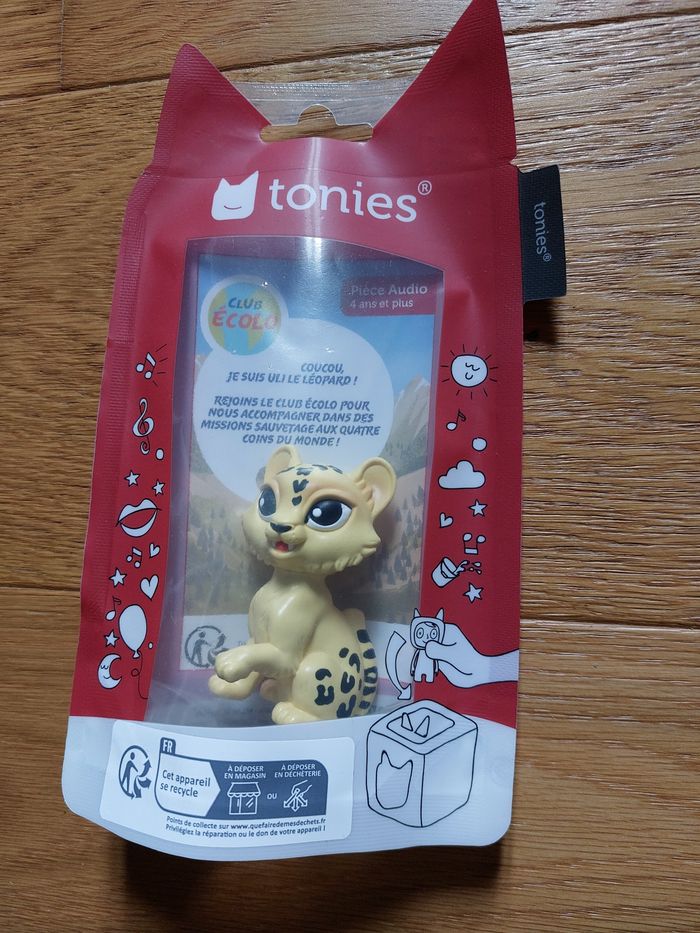 tonies®
tonies®
CLUB
ÉCOLO
Pièce Audio
4 ans et plus
COUCOU,
JE SUIS ULI LE LÉOPARD !
REJOINS LE CLUB ÉCOLO POUR
NOUS ACCOMPAGNER DANS DES
MISSIONS SAUVETAGE AUX QUATRE
COINS DU MONDE !
FR
Cet appareil
se recycle
À DÉPOSER
EN MAGASIN
OU
À DÉPOSER
EN DÉCHÈTERIE
Points de collecte sur www.quefairedemesdechets.fr
Privilégiez la réparation ou le don de votre appareil !